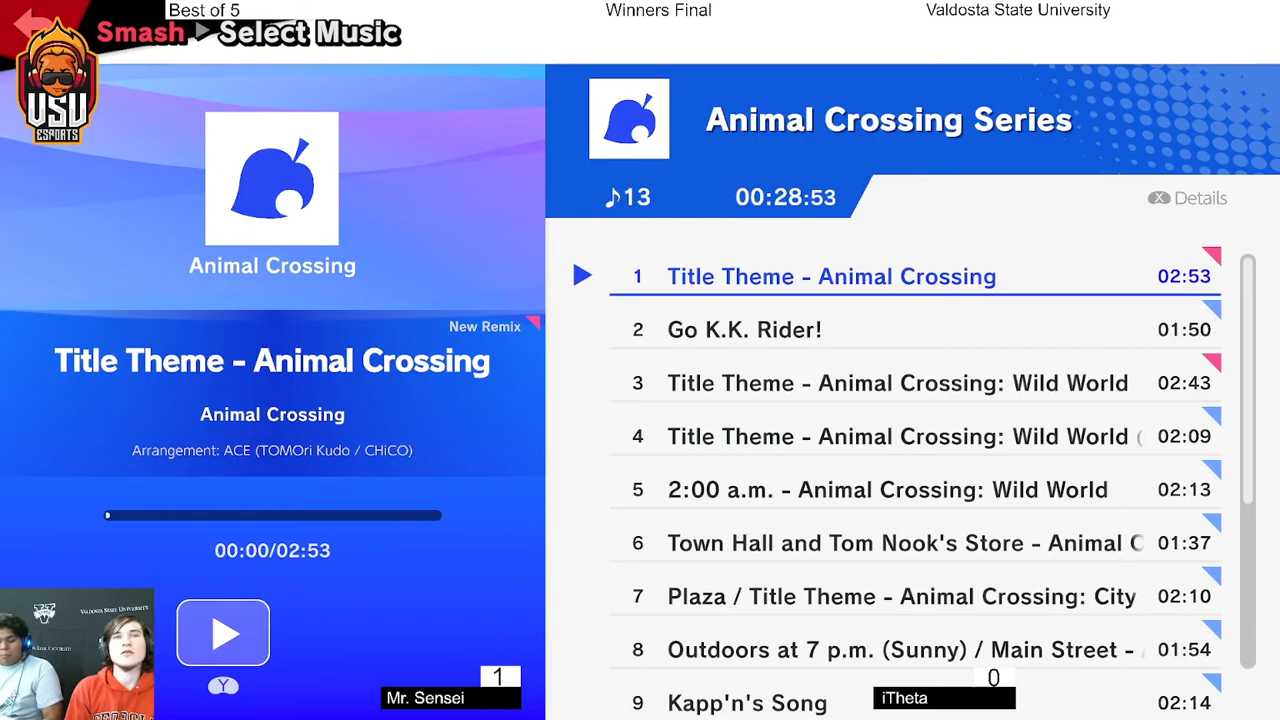 Best of 5
Winners Final
Valdosta State University
Smash
Select Music
VSU
ESPORTS
Animal Crossing
New Remix
Title Theme - Animal Crossing
Animal Crossing
Arrangement: ACE (TOMOri Kudo / CHiCO)
00:00/02:53
Y
Animal Crossing Series
♪13
00:28:53
X Details
1 Title Theme - Animal Crossing 02:53
2 Go K.K. Rider! 01:50
3 Title Theme - Animal Crossing: Wild World 02:43
4 Title Theme - Animal Crossing: Wild World ( 02:09
5 2:00 a.m. - Animal Crossing: Wild World 02:13
6 Town Hall and Tom Nook's Store - Animal C 01:37
7 Plaza / Title Theme - Animal Crossing: City 02:10
8 Outdoors at 7 p.m. (Sunny) / Main Street - 01:54
9 Kapp'n's Song 02:14
1
Mr. Sensei
0
iTheta
VALDOSTA STATE UNIVERSITY